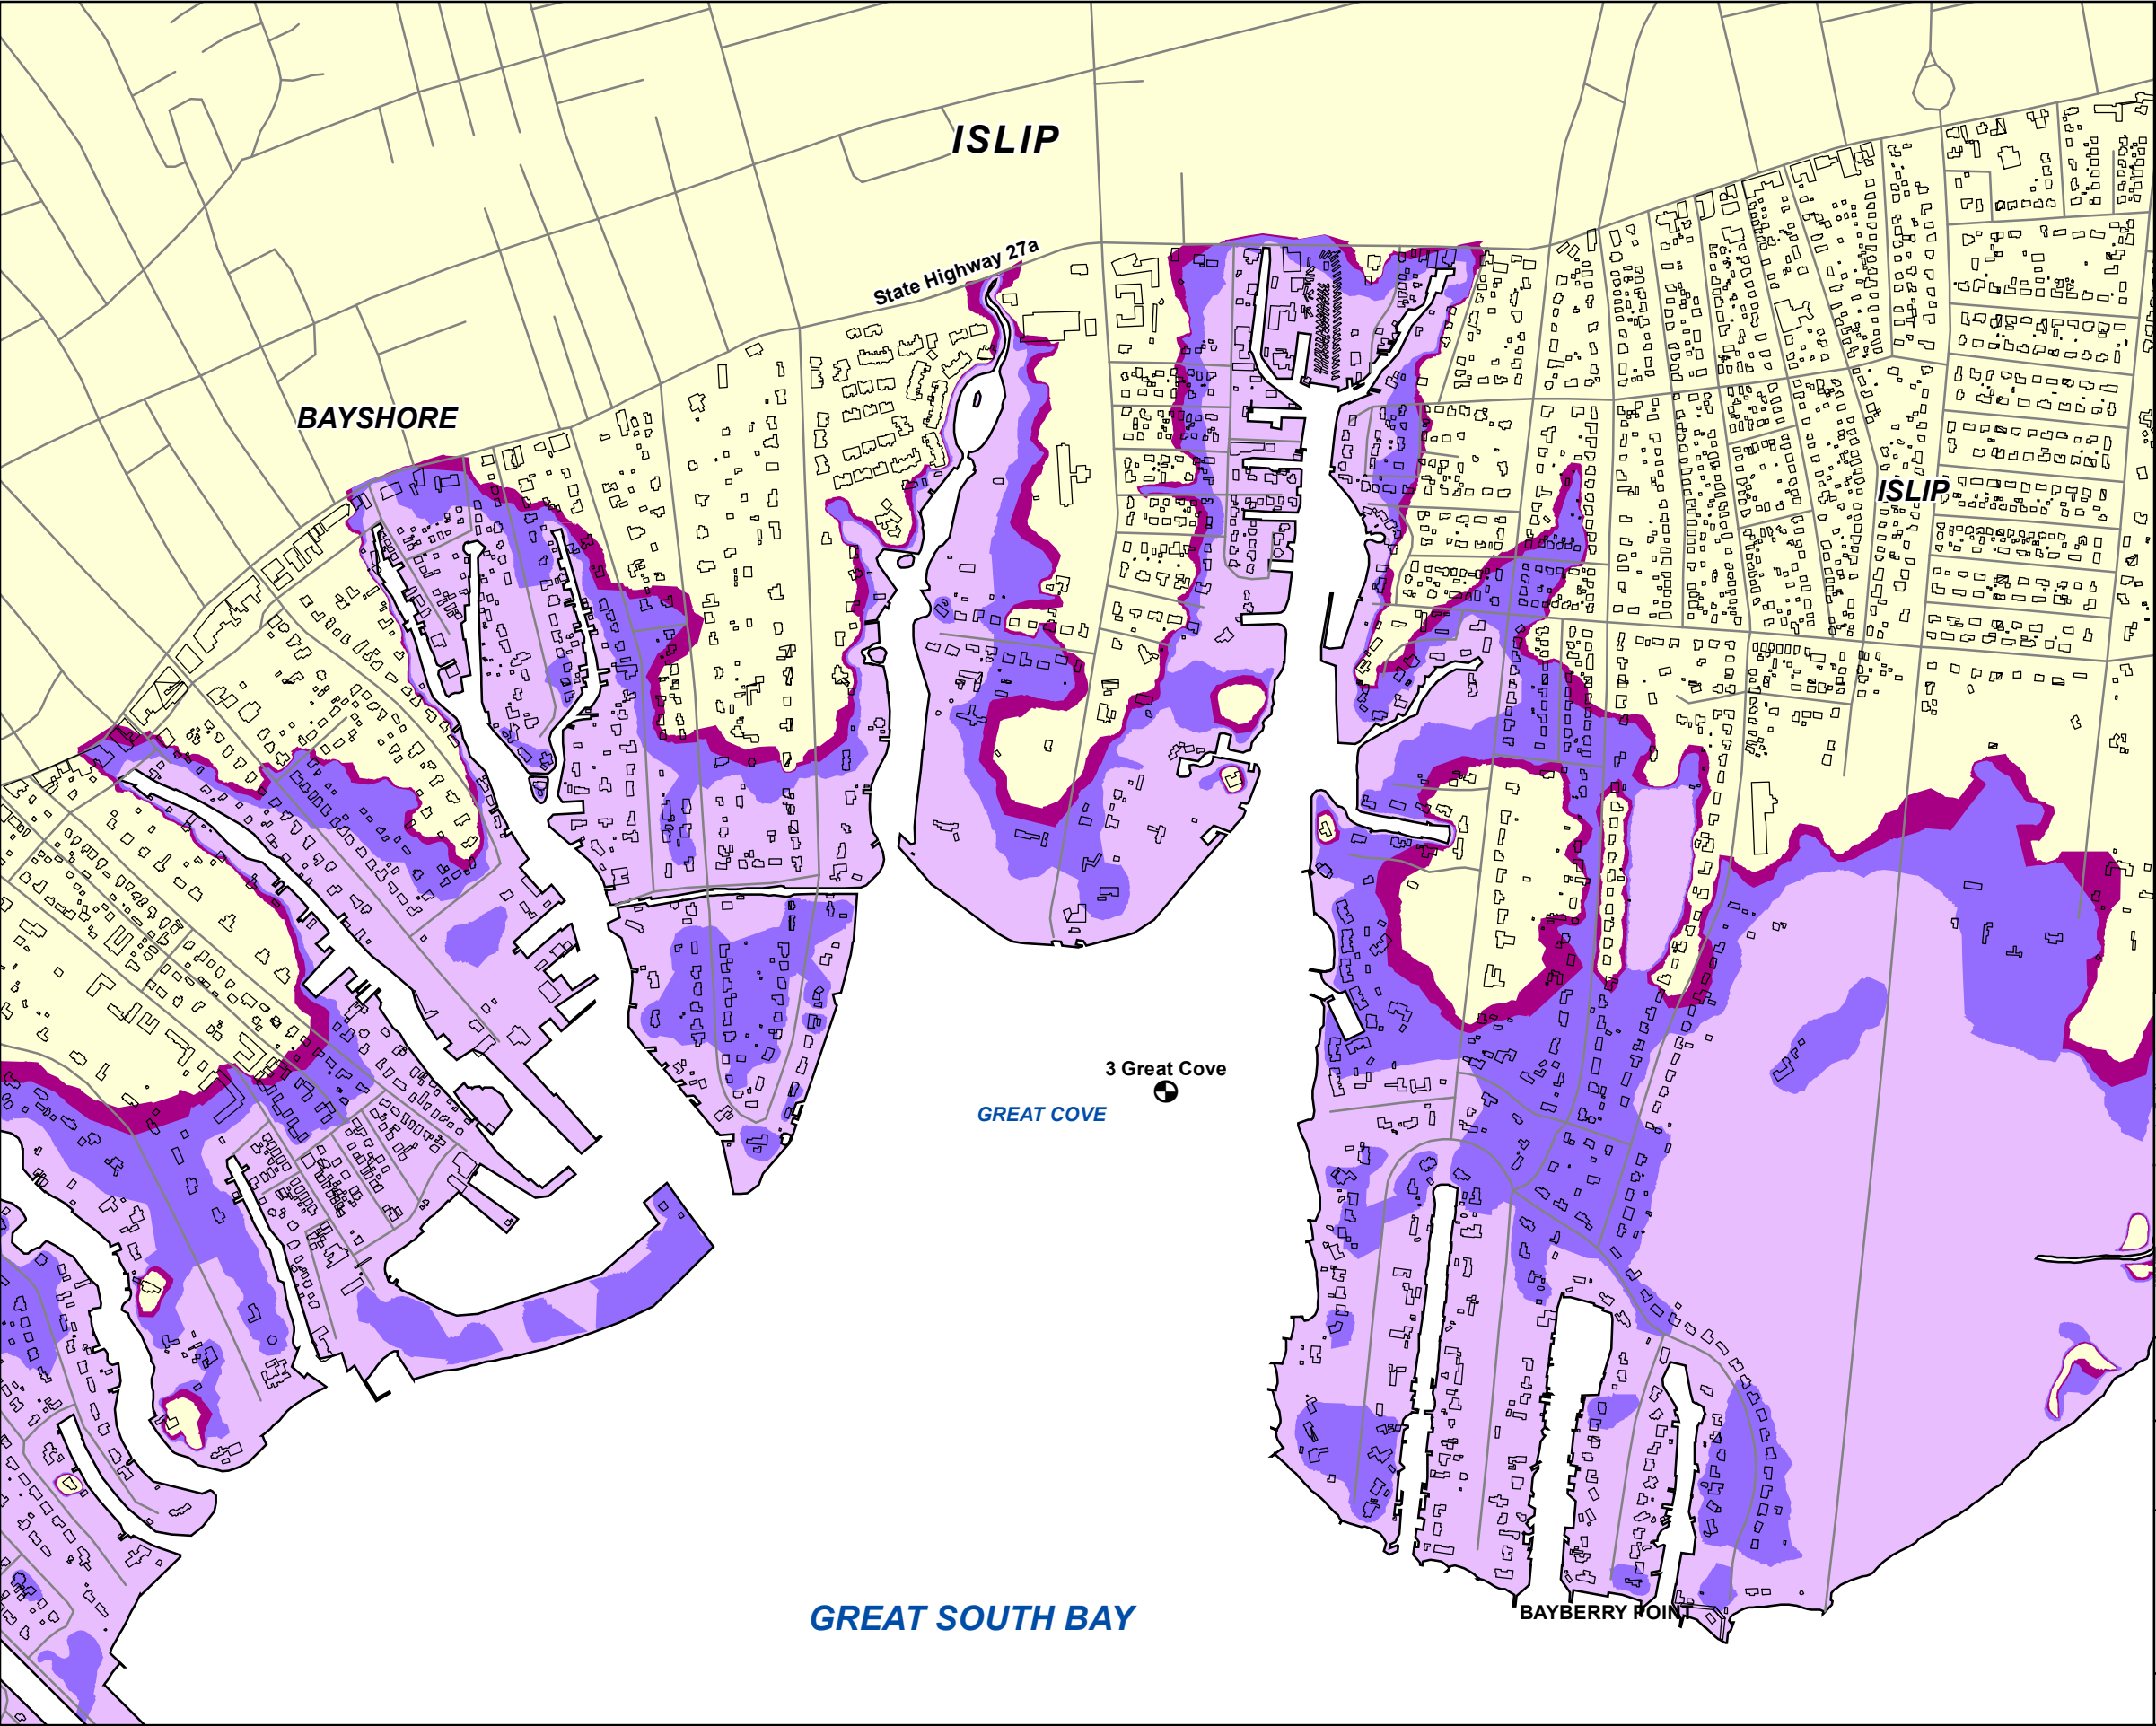 ISLIP
State Highway 27a
BAYSHORE
ISLIP
3 Great Cove
GREAT COVE
GREAT SOUTH BAY
BAYBERRY POINT